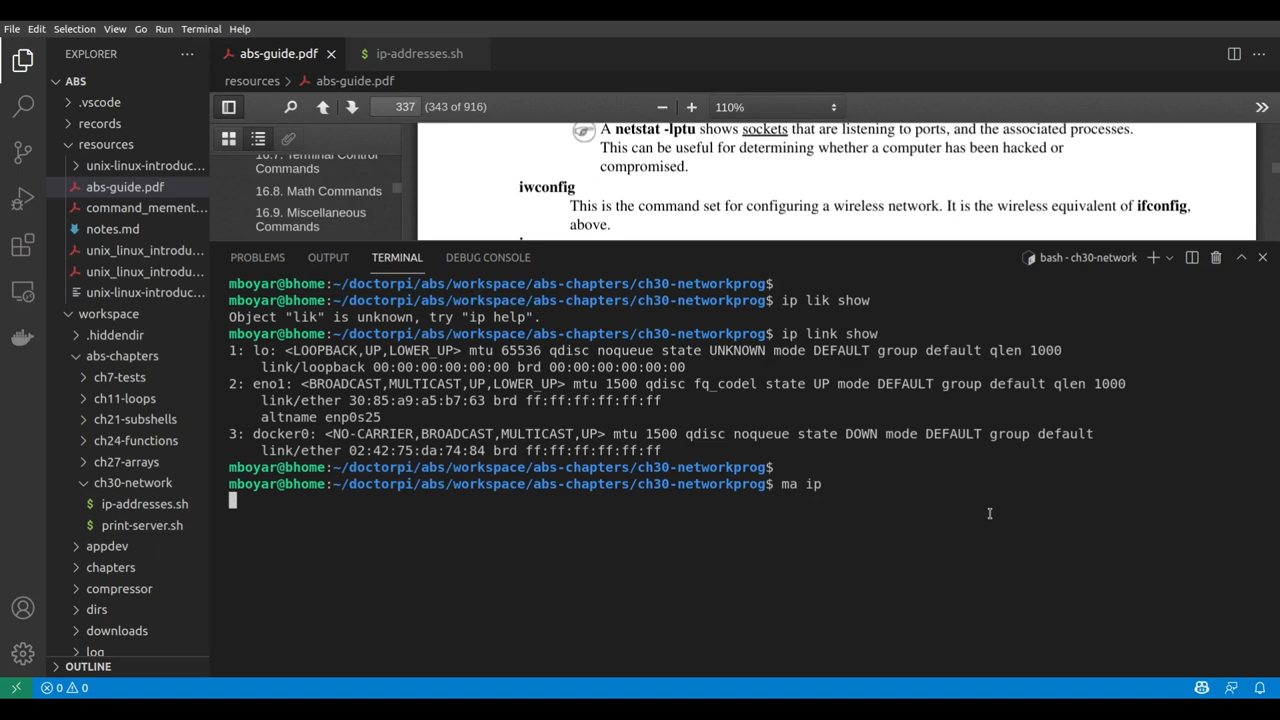 File Edit Selection View Go Run Terminal Help
EXPLORER
abs-guide.pdf
ip-addresses.sh
resources > abs-guide.pdf
ABS
.vscode
records
resources
unix-linux-introduc...
abs-guide.pdf
command_mement...
notes.md
unix_linux_introdu...
unix_linux_introdu...
unix-linux-introduc...
workspace
.hiddendir
abs-chapters
ch7-tests
ch11-loops
ch21-subshells
ch24-functions
ch27-arrays
ch30-network
ip-addresses.sh
print-server.sh
appdev
chapters
compressor
dirs
downloads
log
OUTLINE
337 (343 of 916)
110%
16.7. Terminal Control
Commands
16.8. Math Commands
16.9. Miscellaneous
Commands
A netstat -lptu shows sockets that are listening to ports, and the associated processes.
This can be useful for determining whether a computer has been hacked or
compromised.
iwconfig
This is the command set for configuring a wireless network. It is the wireless equivalent of ifconfig,
above.
PROBLEMS OUTPUT TERMINAL DEBUG CONSOLE
bash - ch30-network
mboyar@bhome:~/doctorpi/abs/workspace/abs-chapters/ch30-networkprog$
mboyar@bhome:~/doctorpi/abs/workspace/abs-chapters/ch30-networkprog$ ip lik show
Object "lik" is unknown, try "ip help".
mboyar@bhome:~/doctorpi/abs/workspace/abs-chapters/ch30-networkprog$ ip link show
1: lo: <LOOPBACK,UP,LOWER_UP> mtu 65536 qdisc noqueue state UNKNOWN mode DEFAULT group default qlen 1000
link/loopback 00:00:00:00:00:00 brd 00:00:00:00:00:00
2: eno1: <BROADCAST,MULTICAST,UP,LOWER_UP> mtu 1500 qdisc fq_codel state UP mode DEFAULT group default qlen 1000
link/ether 30:85:a9:a5:b7:63 brd ff:ff:ff:ff:ff:ff
altname enp0s25
3: docker0: <NO-CARRIER,BROADCAST,MULTICAST,UP> mtu 1500 qdisc noqueue state DOWN mode DEFAULT group default
link/ether 02:42:75:da:74:84 brd ff:ff:ff:ff:ff:ff
mboyar@bhome:~/doctorpi/abs/workspace/abs-chapters/ch30-networkprog$
mboyar@bhome:~/doctorpi/abs/workspace/abs-chapters/ch30-networkprog$ ma ip
0 0